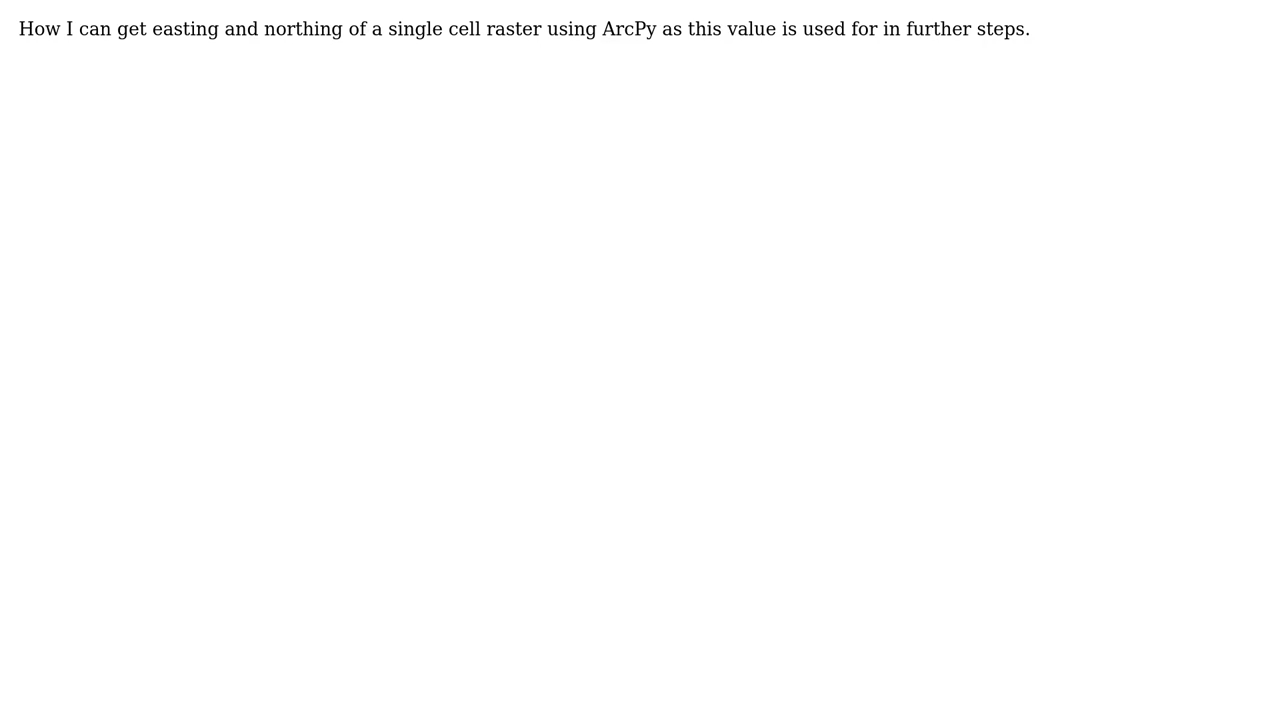 How I can get easting and northing of a single cell raster using ArcPy as this value is used for in further steps.